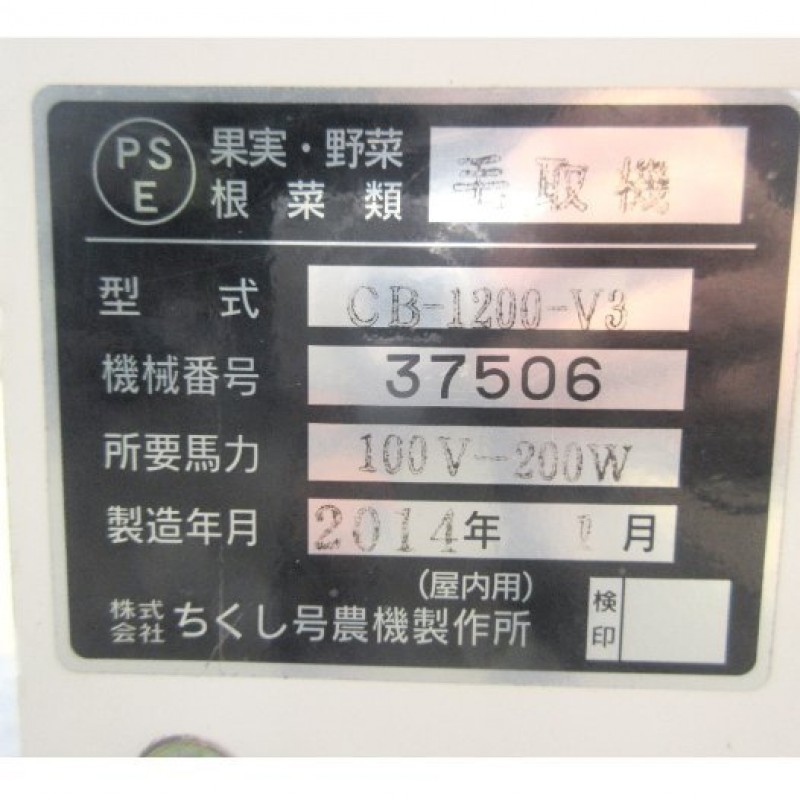 PS
E
果実・野菜
根菜類 毛取機
型式 CB-1200-V3
機械番号 37506
所要馬力 100V-200W
製造年月 2014年 1月
(屋内用)
株式
会社 ちくし号農機製作所
検
印